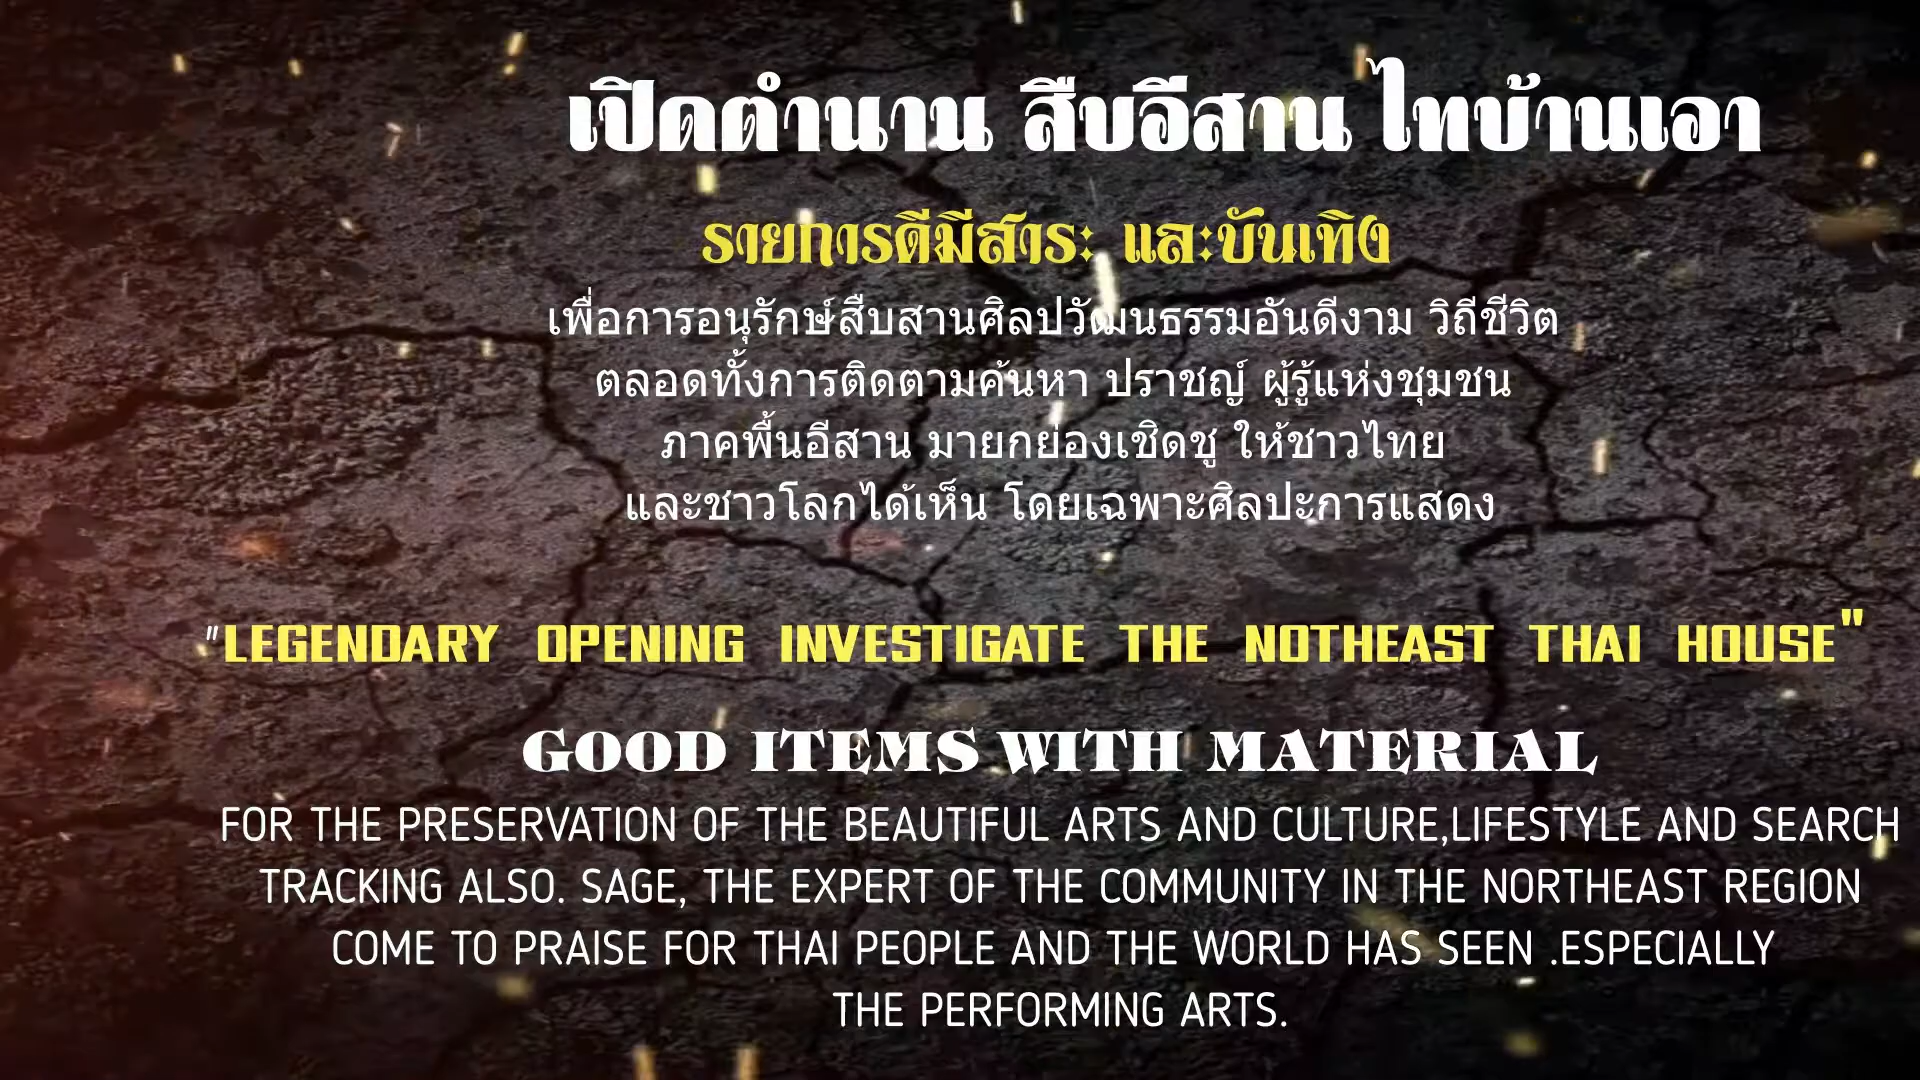 เปิดตำนาน สืบอีสาน ไทบ้านเอา
รายการดีมีสาระ และบันเทิง
เพื่อการอนุรักษ์สืบสานศิลปวัฒนธรรมอันดีงาม วิถีชีวิต
ตลอดทั้งการติดตามค้นหา ปราชญ์ ผู้รู้แห่งชุมชน
ภาคพื้นอีสาน มายกย่องเชิดชู ให้ชาวไทย
และชาวโลกได้เห็น โดยเฉพาะศิลปะการแสดง
"LEGENDARY OPENING INVESTIGATE THE NOTHEAST THAI HOUSE"
GOOD ITEMS WITH MATERIAL
FOR THE PRESERVATION OF THE BEAUTIFUL ARTS AND CULTURE,LIFESTYLE AND SEARCH
TRACKING ALSO. SAGE, THE EXPERT OF THE COMMUNITY IN THE NORTHEAST REGION
COME TO PRAISE FOR THAI PEOPLE AND THE WORLD HAS SEEN .ESPECIALLY
THE PERFORMING ARTS.